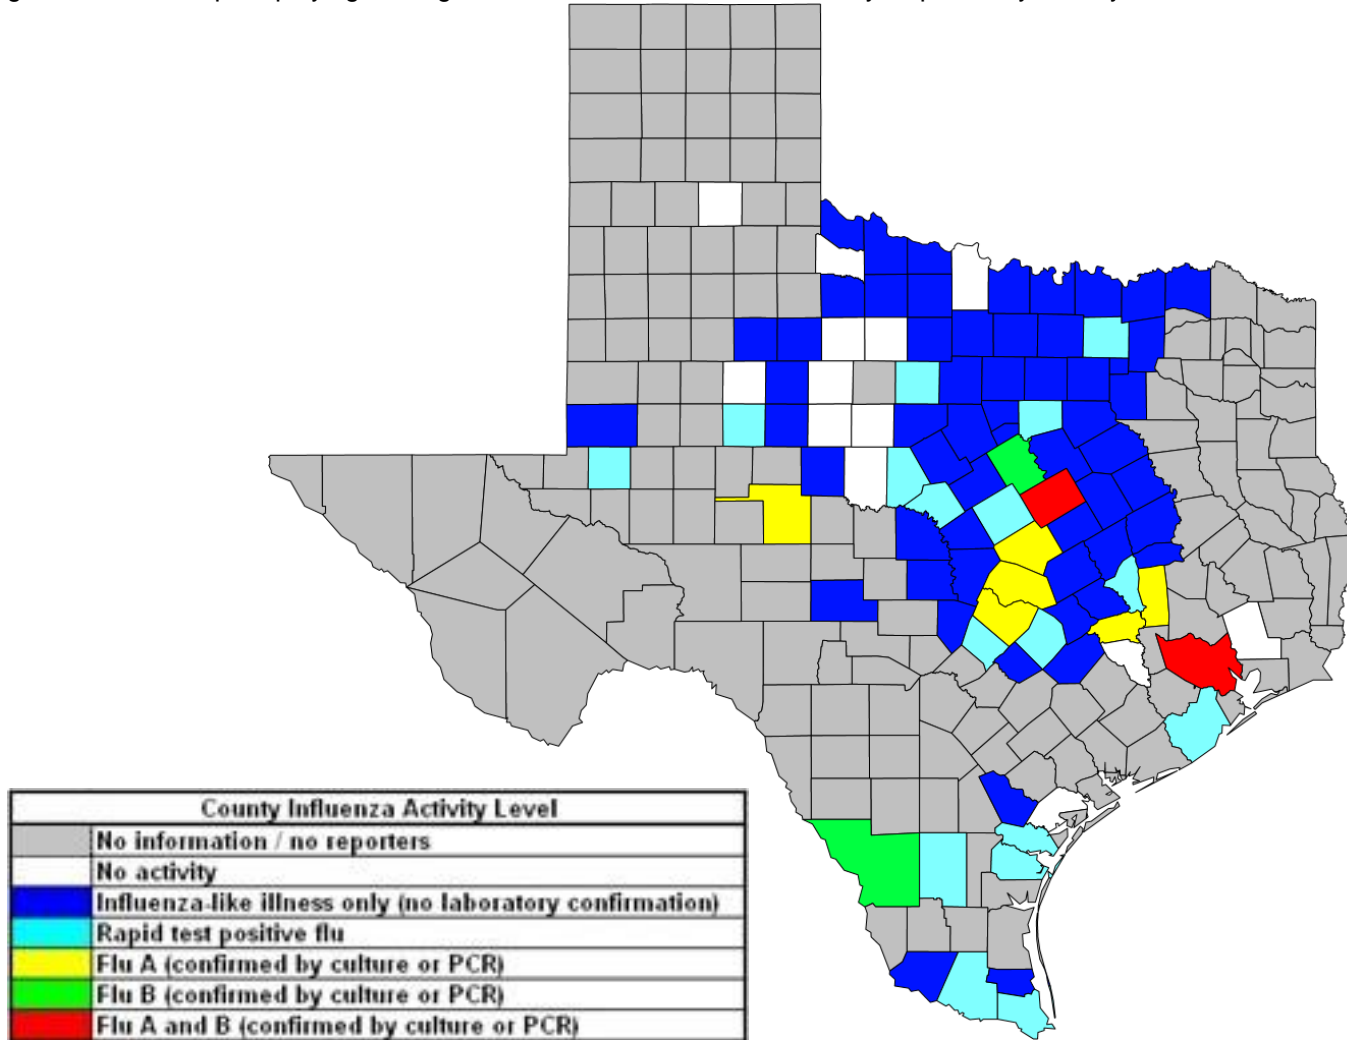 County Influenza Activity Level
No information / no reporters
No activity
Influenza-like illness only (no laboratory confirmation)
Rapid test positive flu
Flu A (confirmed by culture or PCR)
Flu B (confirmed by culture or PCR)
Flu A and B (confirmed by culture or PCR)